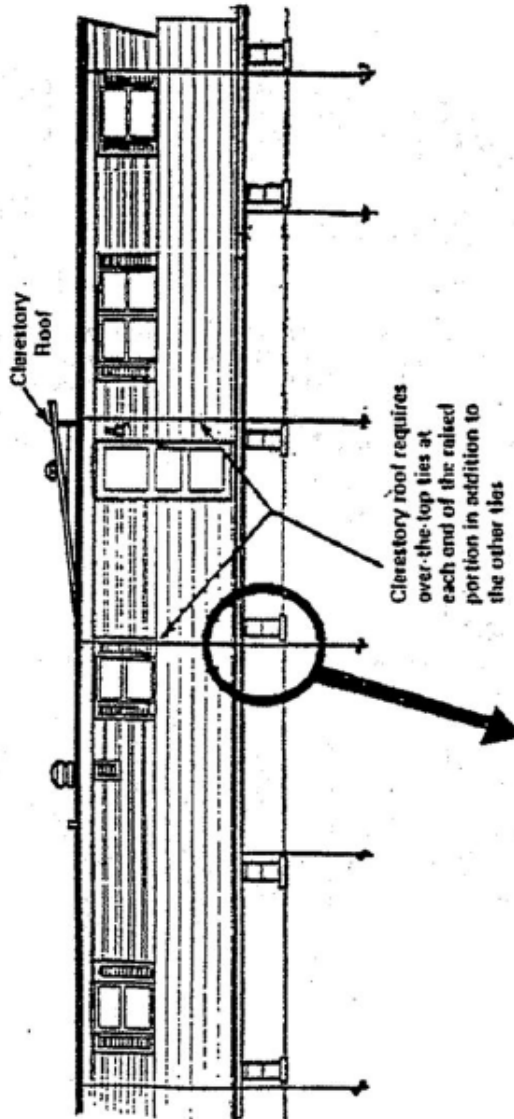 Clerestory
Roof
Clerestory roof requires
over-the-top ties at
each end of the raised
portion in addition to
the other ties